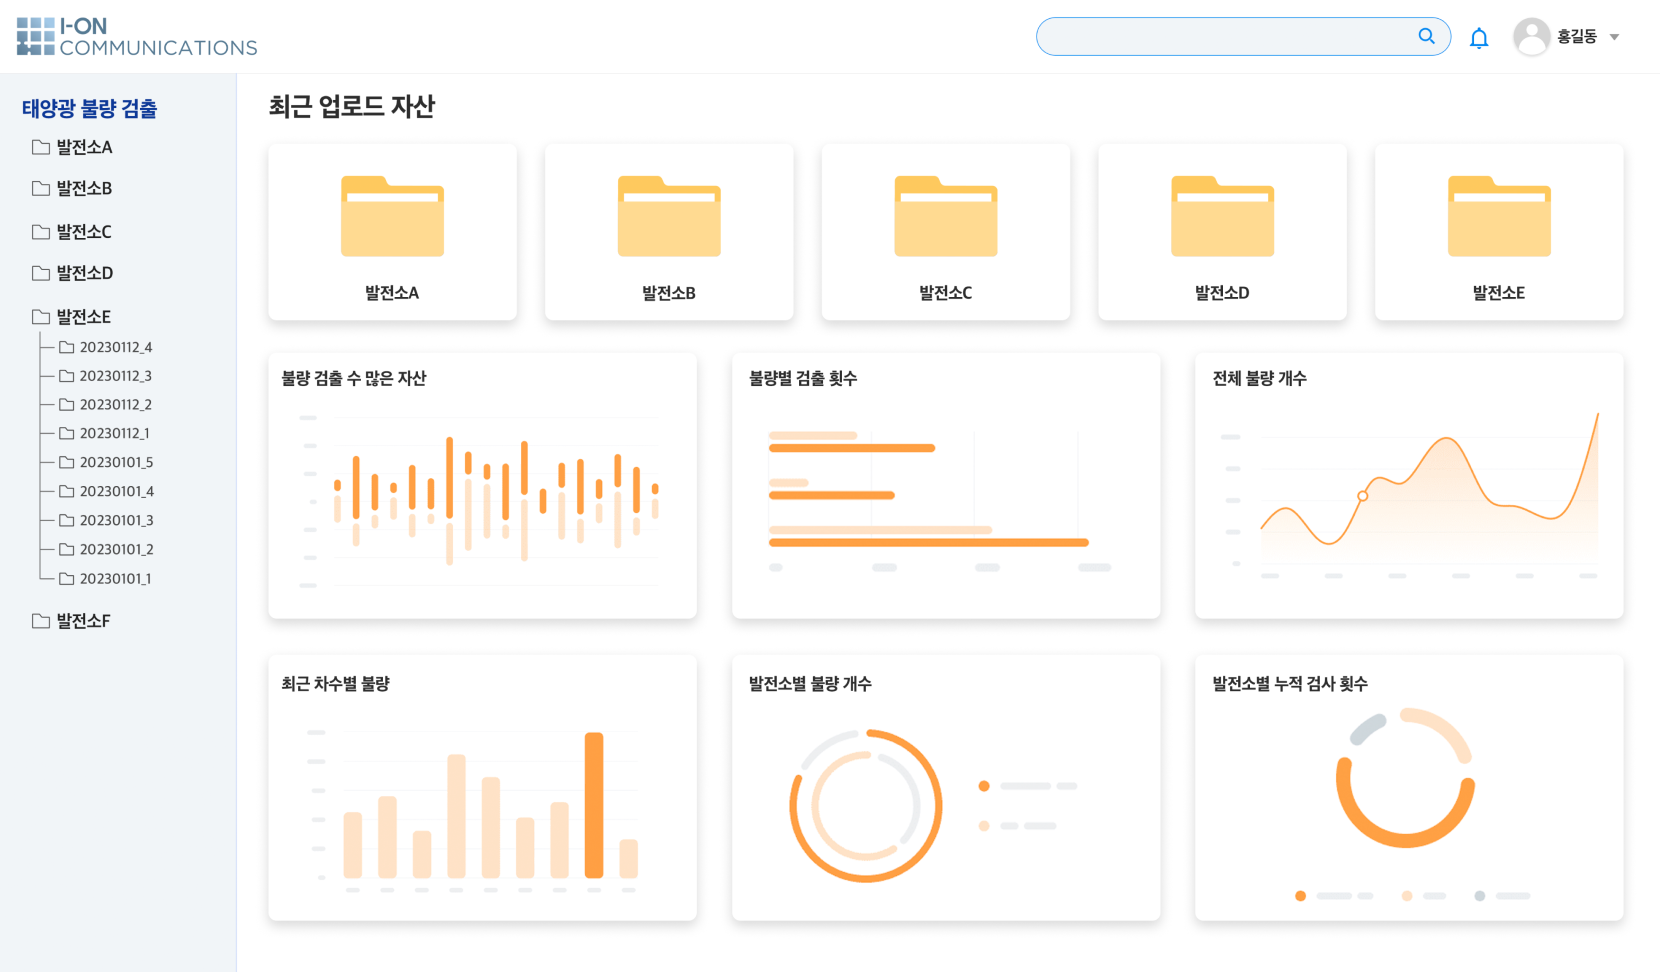 I-ON
COMMUNICATIONS
홍길동
태양광 불량 검출
발전소A
발전소B
발전소C
발전소D
발전소E
20230112_4
20230112_3
20230112_2
20230112_1
20230101_5
20230101_4
20230101_3
20230101_2
20230101_1
발전소F
최근 업로드 자산
발전소A
발전소B
발전소C
발전소D
발전소E
불량 검출 수 많은 자산
불량별 검출 횟수
전체 불량 개수
최근 차수별 불량
발전소별 불량 개수
발전소별 누적 검사 횟수